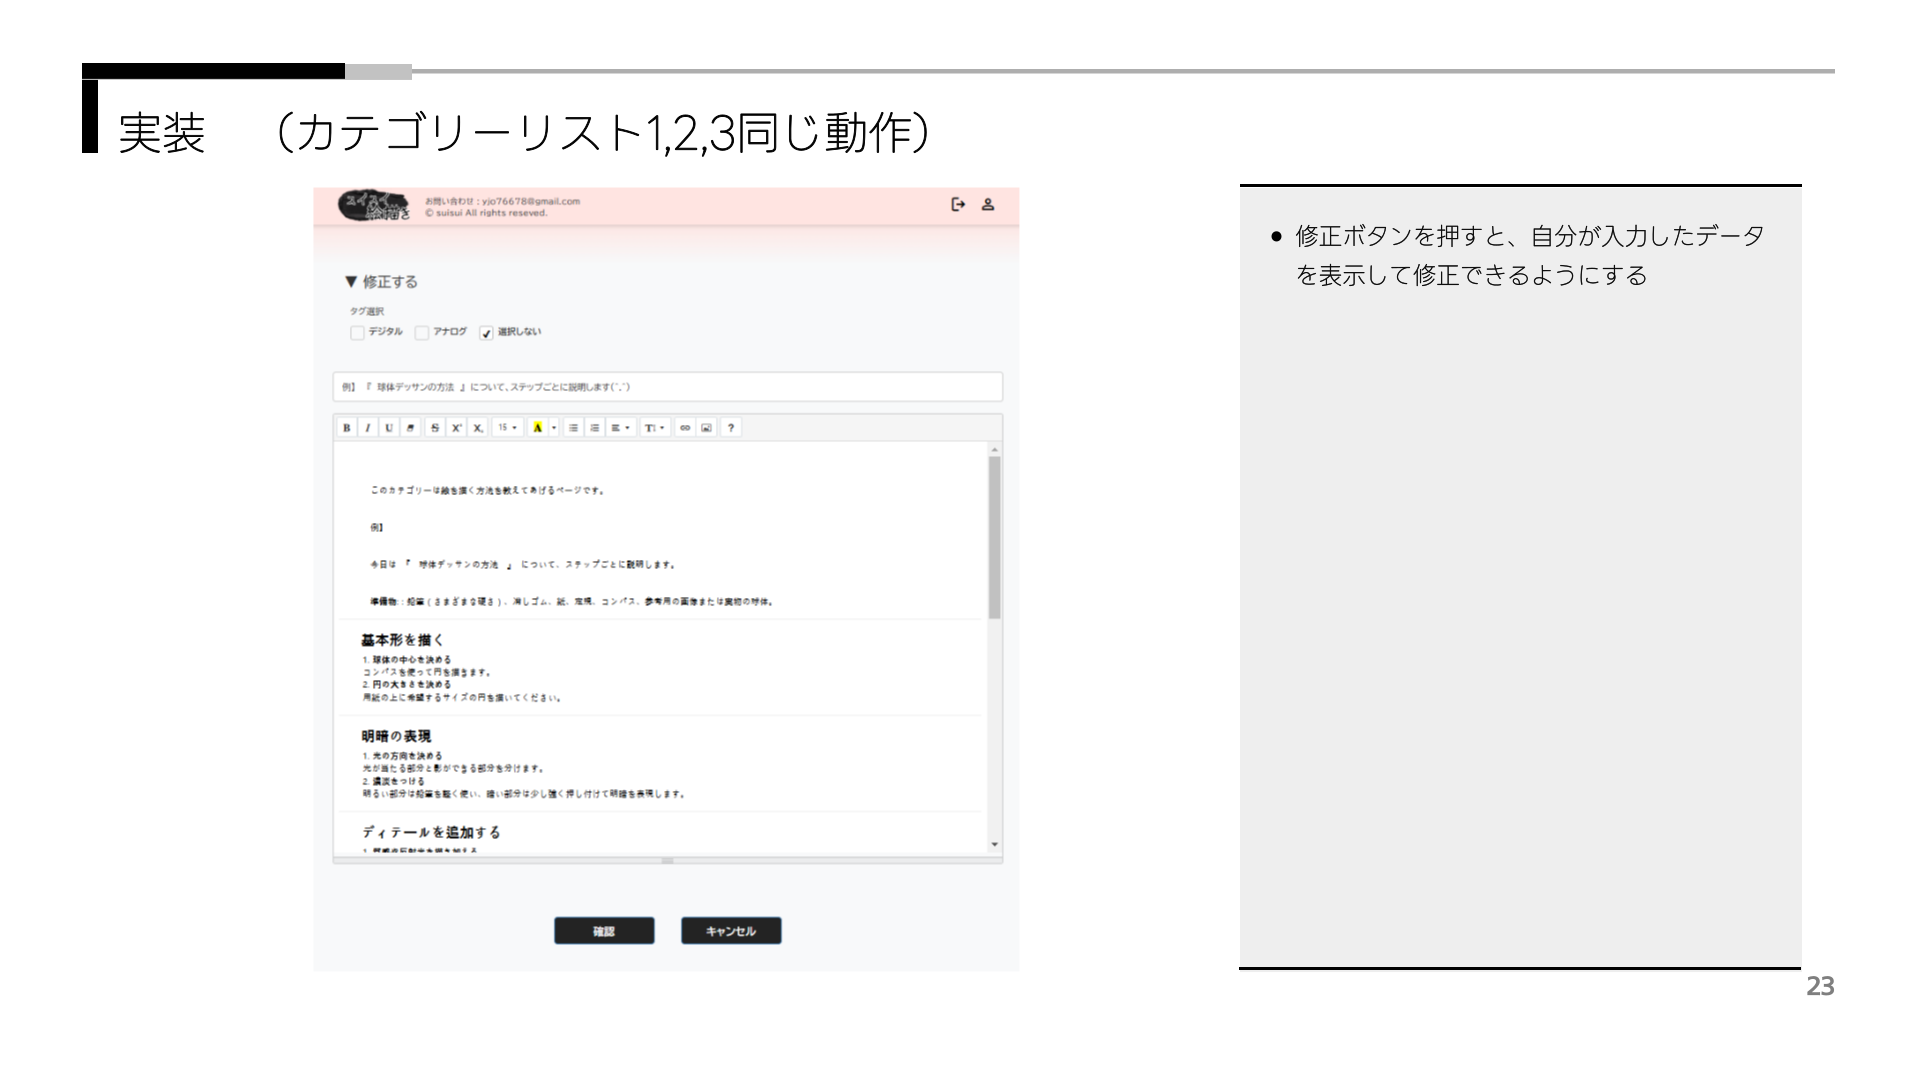 実装　（カテゴリーリスト1,2,3同じ動作）
スイスイ
絵描き
お問い合わせ : yjo76678@gmail.com
© suisui All rights reseved.
▼ 修正する
タグ選択
デジタル アナログ 選択しない
例】『 球体デッサンの方法 』について、ステップごとに説明します(˘.˘)
B I U S X X 15 A T ?
このカテゴリーは絵を描く方法を教えてあげるページです。
例】
今日は 『 球体デッサンの方法 』 について、ステップごとに説明します。
準備物: : 鉛筆 ( さまざまな硬さ ) 、消しゴム、紙、定規、コンパス、参考用の画像または実物の球体。
基本形を描く
1. 球体の中心を決める
コンパスを使って円を描きます。
2. 円の大きさを決める
用紙の上に希望するサイズの円を描いてください。
明暗の表現
1. 光の方向を決める
光が当たる部分と影ができる部分を分けます。
2. 濃淡をつける
明るい部分は鉛筆を軽く使い、暗い部分は少し強く押し付けて明暗を表現します。
ディテールを追加する
確認 キャンセル
● 修正ボタンを押すと、自分が入力したデータ
を表示して修正できるようにする
23